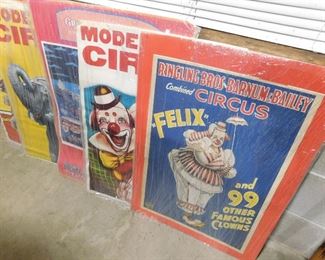 MODE
CIR
MODE
CIR
RINGLING BROS. BARNUM & BAILEY
Combined CIRCUS
"FELIX"
and
99
OTHER
FAMOUS
CLOWNS